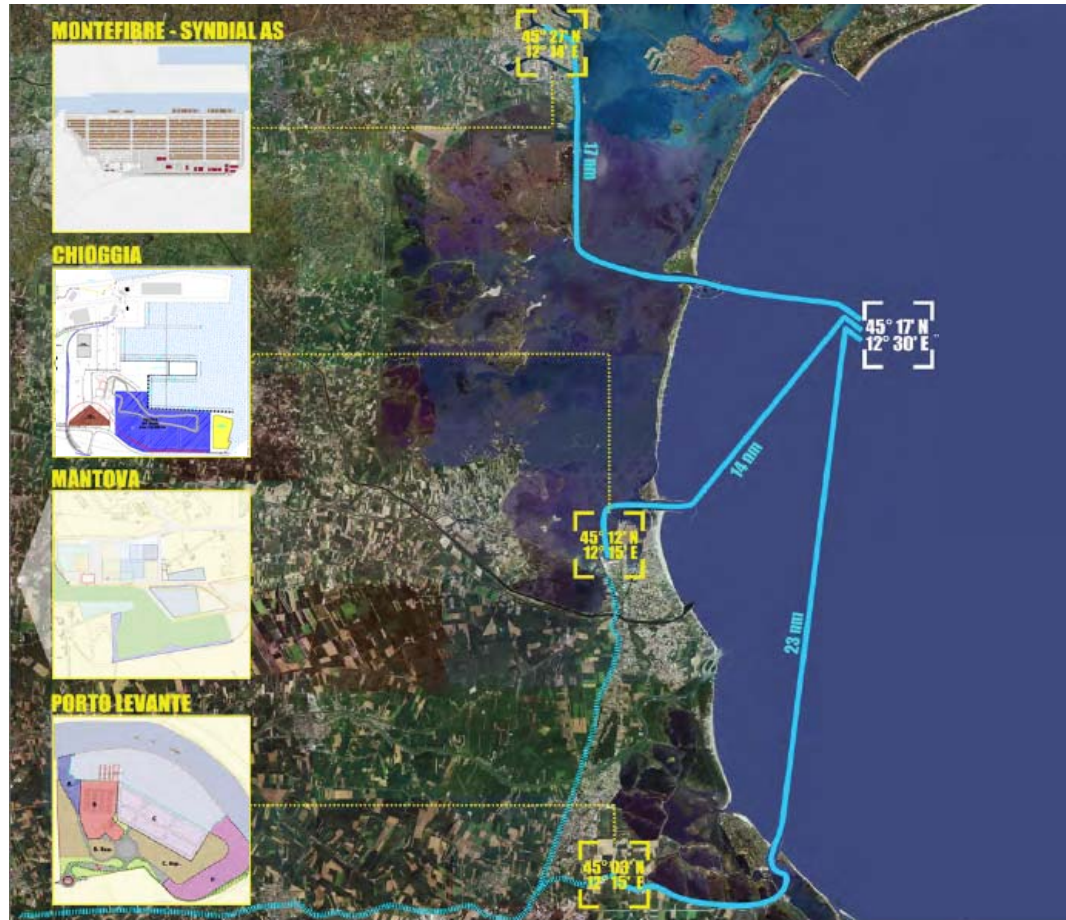 MONTEFIBRE - SYNDIAL AS
45° 27' N
12° 14' E
17 nm
CHIOGGIA
45° 17' N
12° 30' E
14 nm
MANTOVA
45° 12' N
12° 15' E
23 nm
PORTO LEVANTE
B
C
45° 03' N
12° 15' E